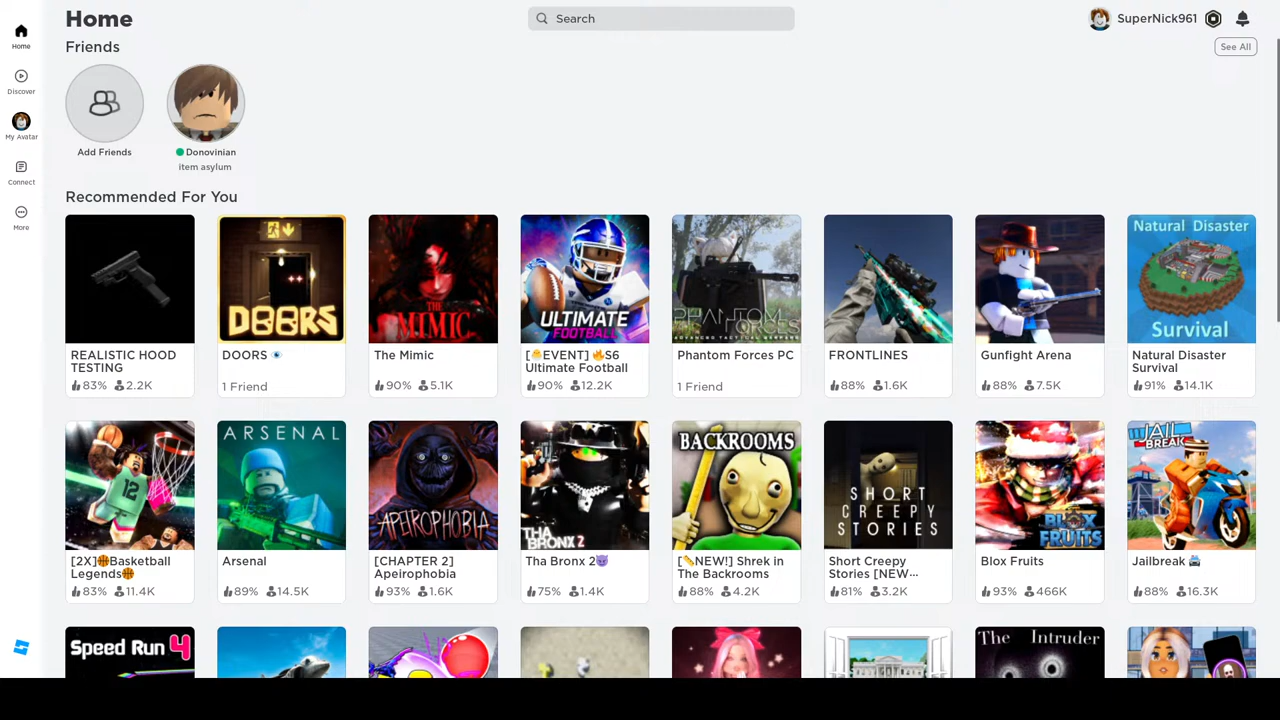 Home
Search
SuperNick961
Home
Discover
My Avatar
Connect
More
Friends
See All
Add Friends
Donovinian
item asylum
Recommended For You
DOORS
THE MIMIC
ULTIMATE FOOTBALL
PHANTOM FORCES
ADVANCED TACTICAL WARFARE
Natural Disaster
Survival
REALISTIC HOOD
TESTING
83% 2.2K
DOORS 👁
1 Friend
The Mimic
90% 5.1K
[🐣EVENT] 🔥S6
Ultimate Football
90% 12.2K
Phantom Forces PC
1 Friend
FRONTLINES
88% 1.6K
Gunfight Arena
88% 7.5K
Natural Disaster
Survival
91% 14.1K
12
ARSENAL
APEIROPHOBIA
THA
BRONX 2
BACKROOMS
SHORT
CREEPY
STORIES
BLOX
FRUITS
JAIL
BREAK
[2X]🏀Basketball
Legends🏀
83% 11.4K
Arsenal
89% 14.5K
[CHAPTER 2]
Apeirophobia
93% 1.6K
Tha Bronx 2😈
75% 1.4K
[✏️NEW!] Shrek in
The Backrooms
88% 4.2K
Short Creepy
Stories [NEW...
81% 3.2K
Blox Fruits
93% 466K
Jailbreak 🚔
88% 16.3K
Speed Run 4
The Intruder